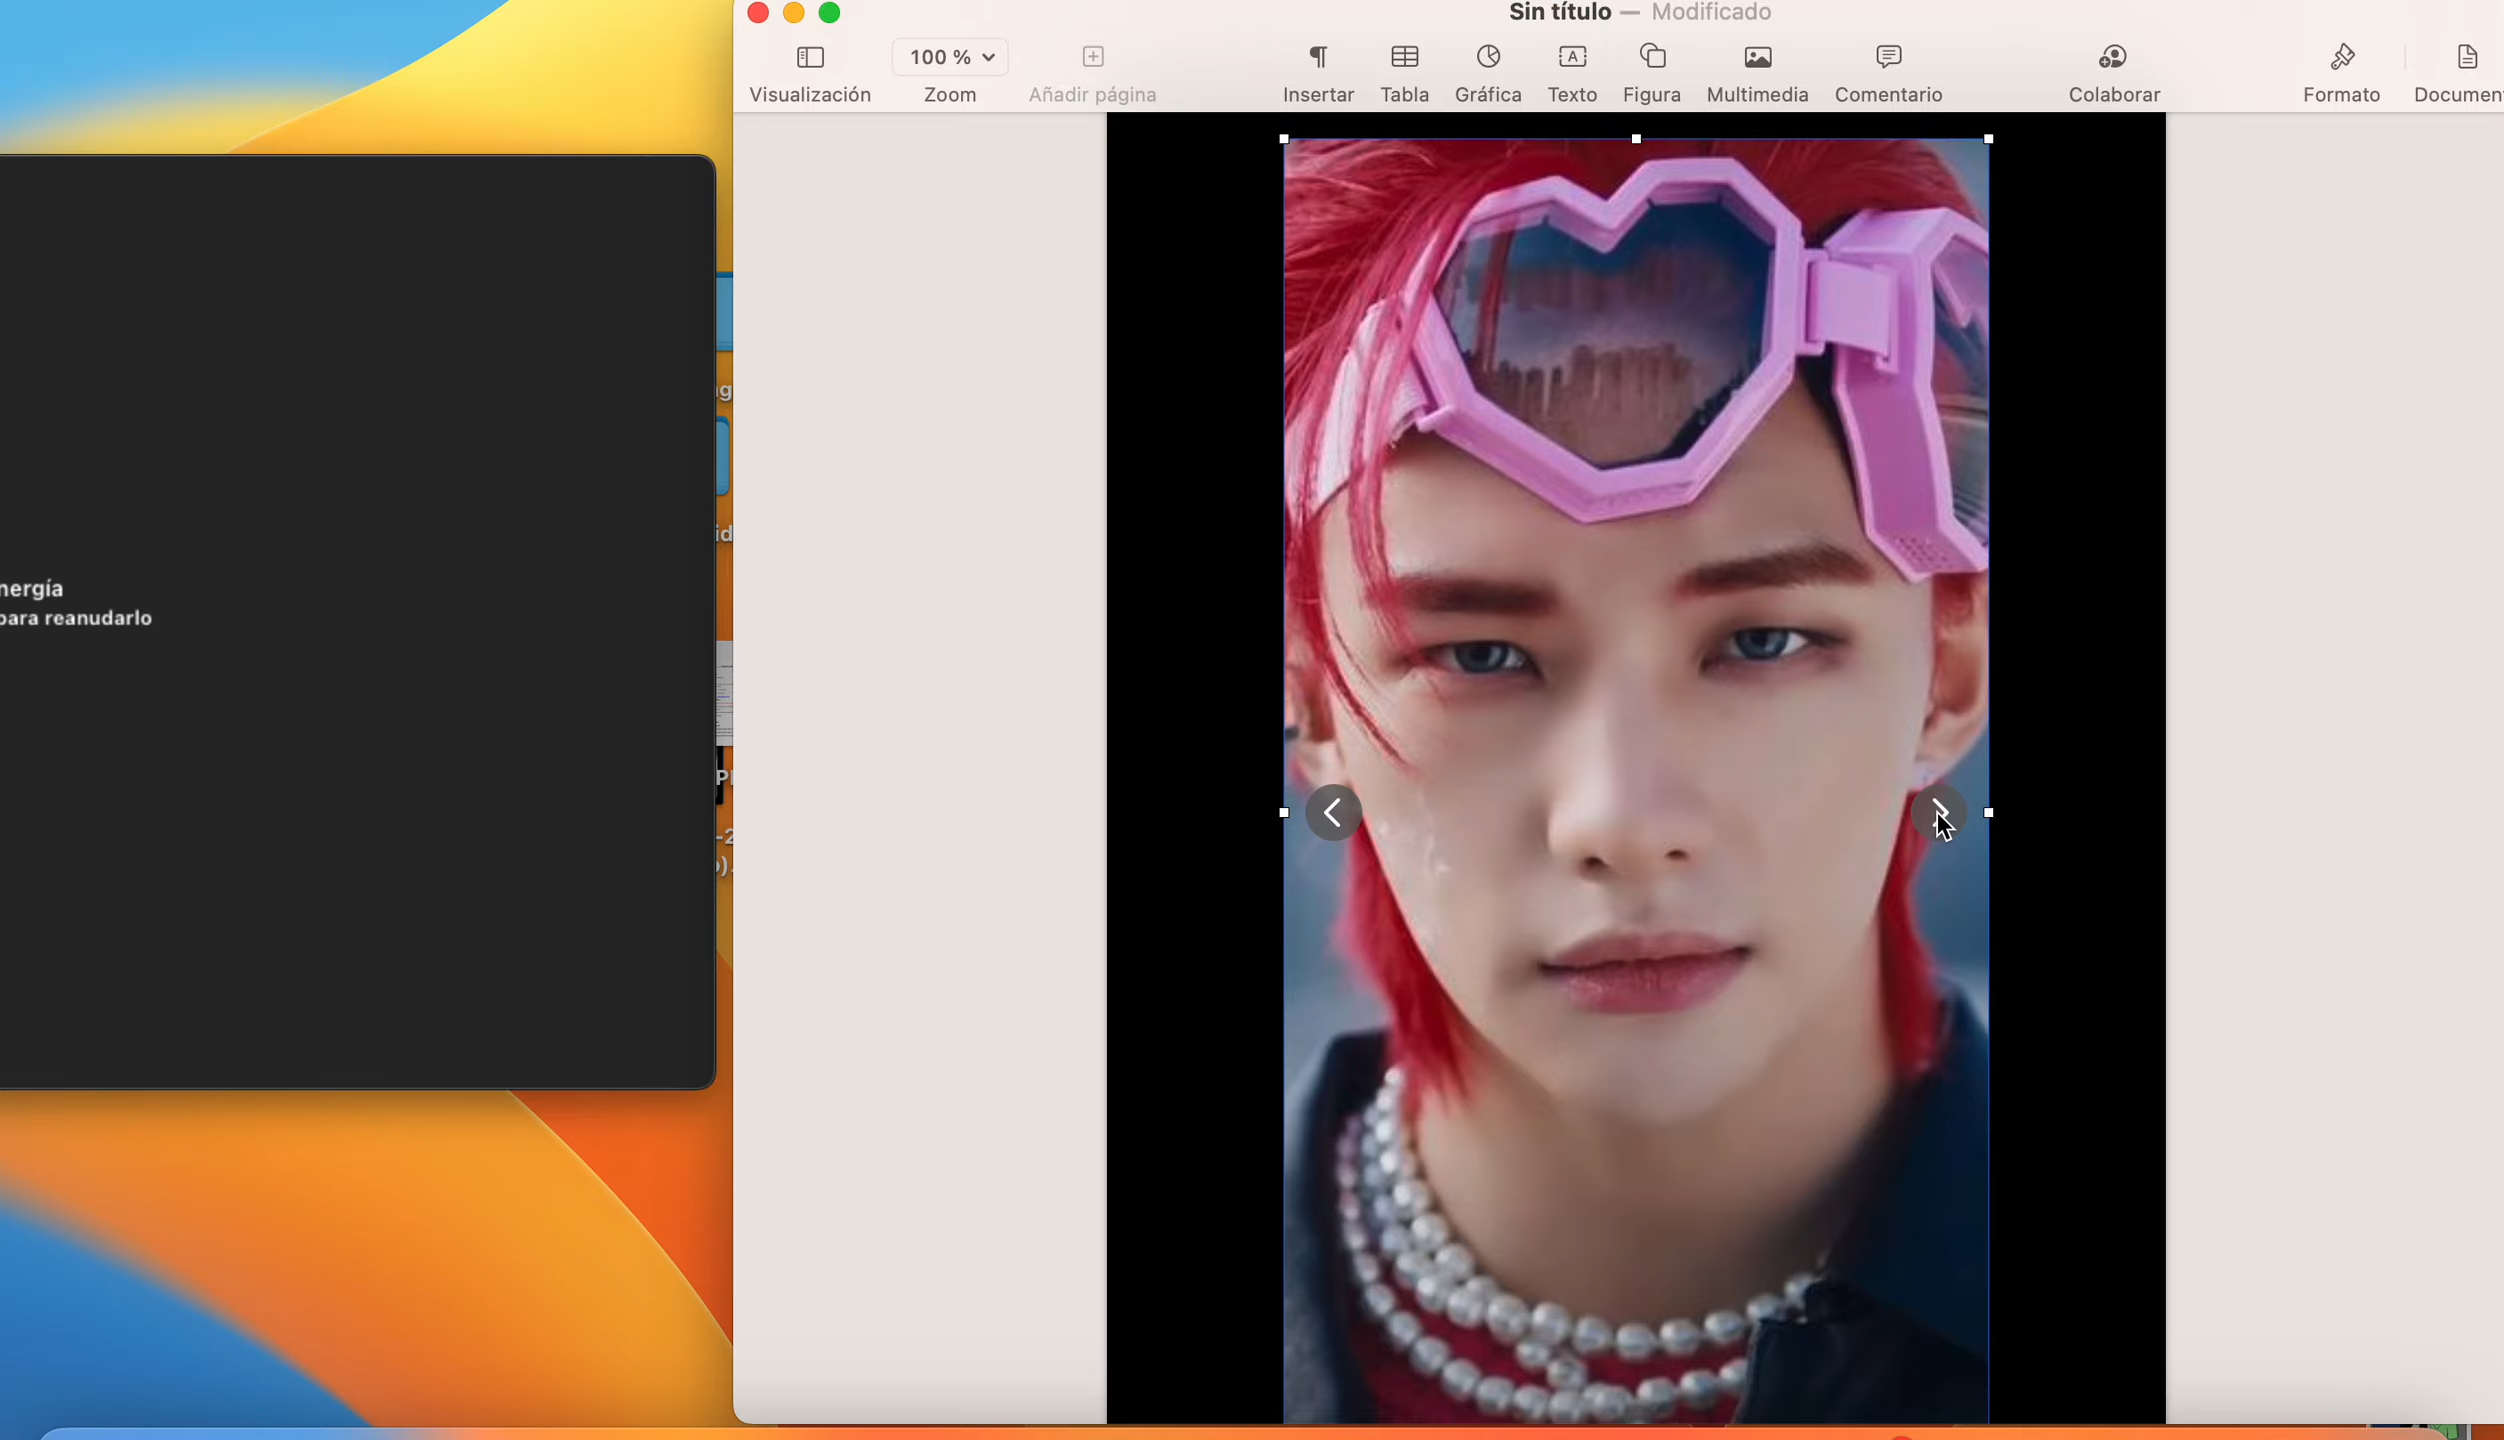 Sin título — Modificado
100 %
Visualización Zoom Añadir página Insertar Tabla Gráfica Texto Figura Multimedia Comentario Colaborar Formato
nergía
para reanudarlo